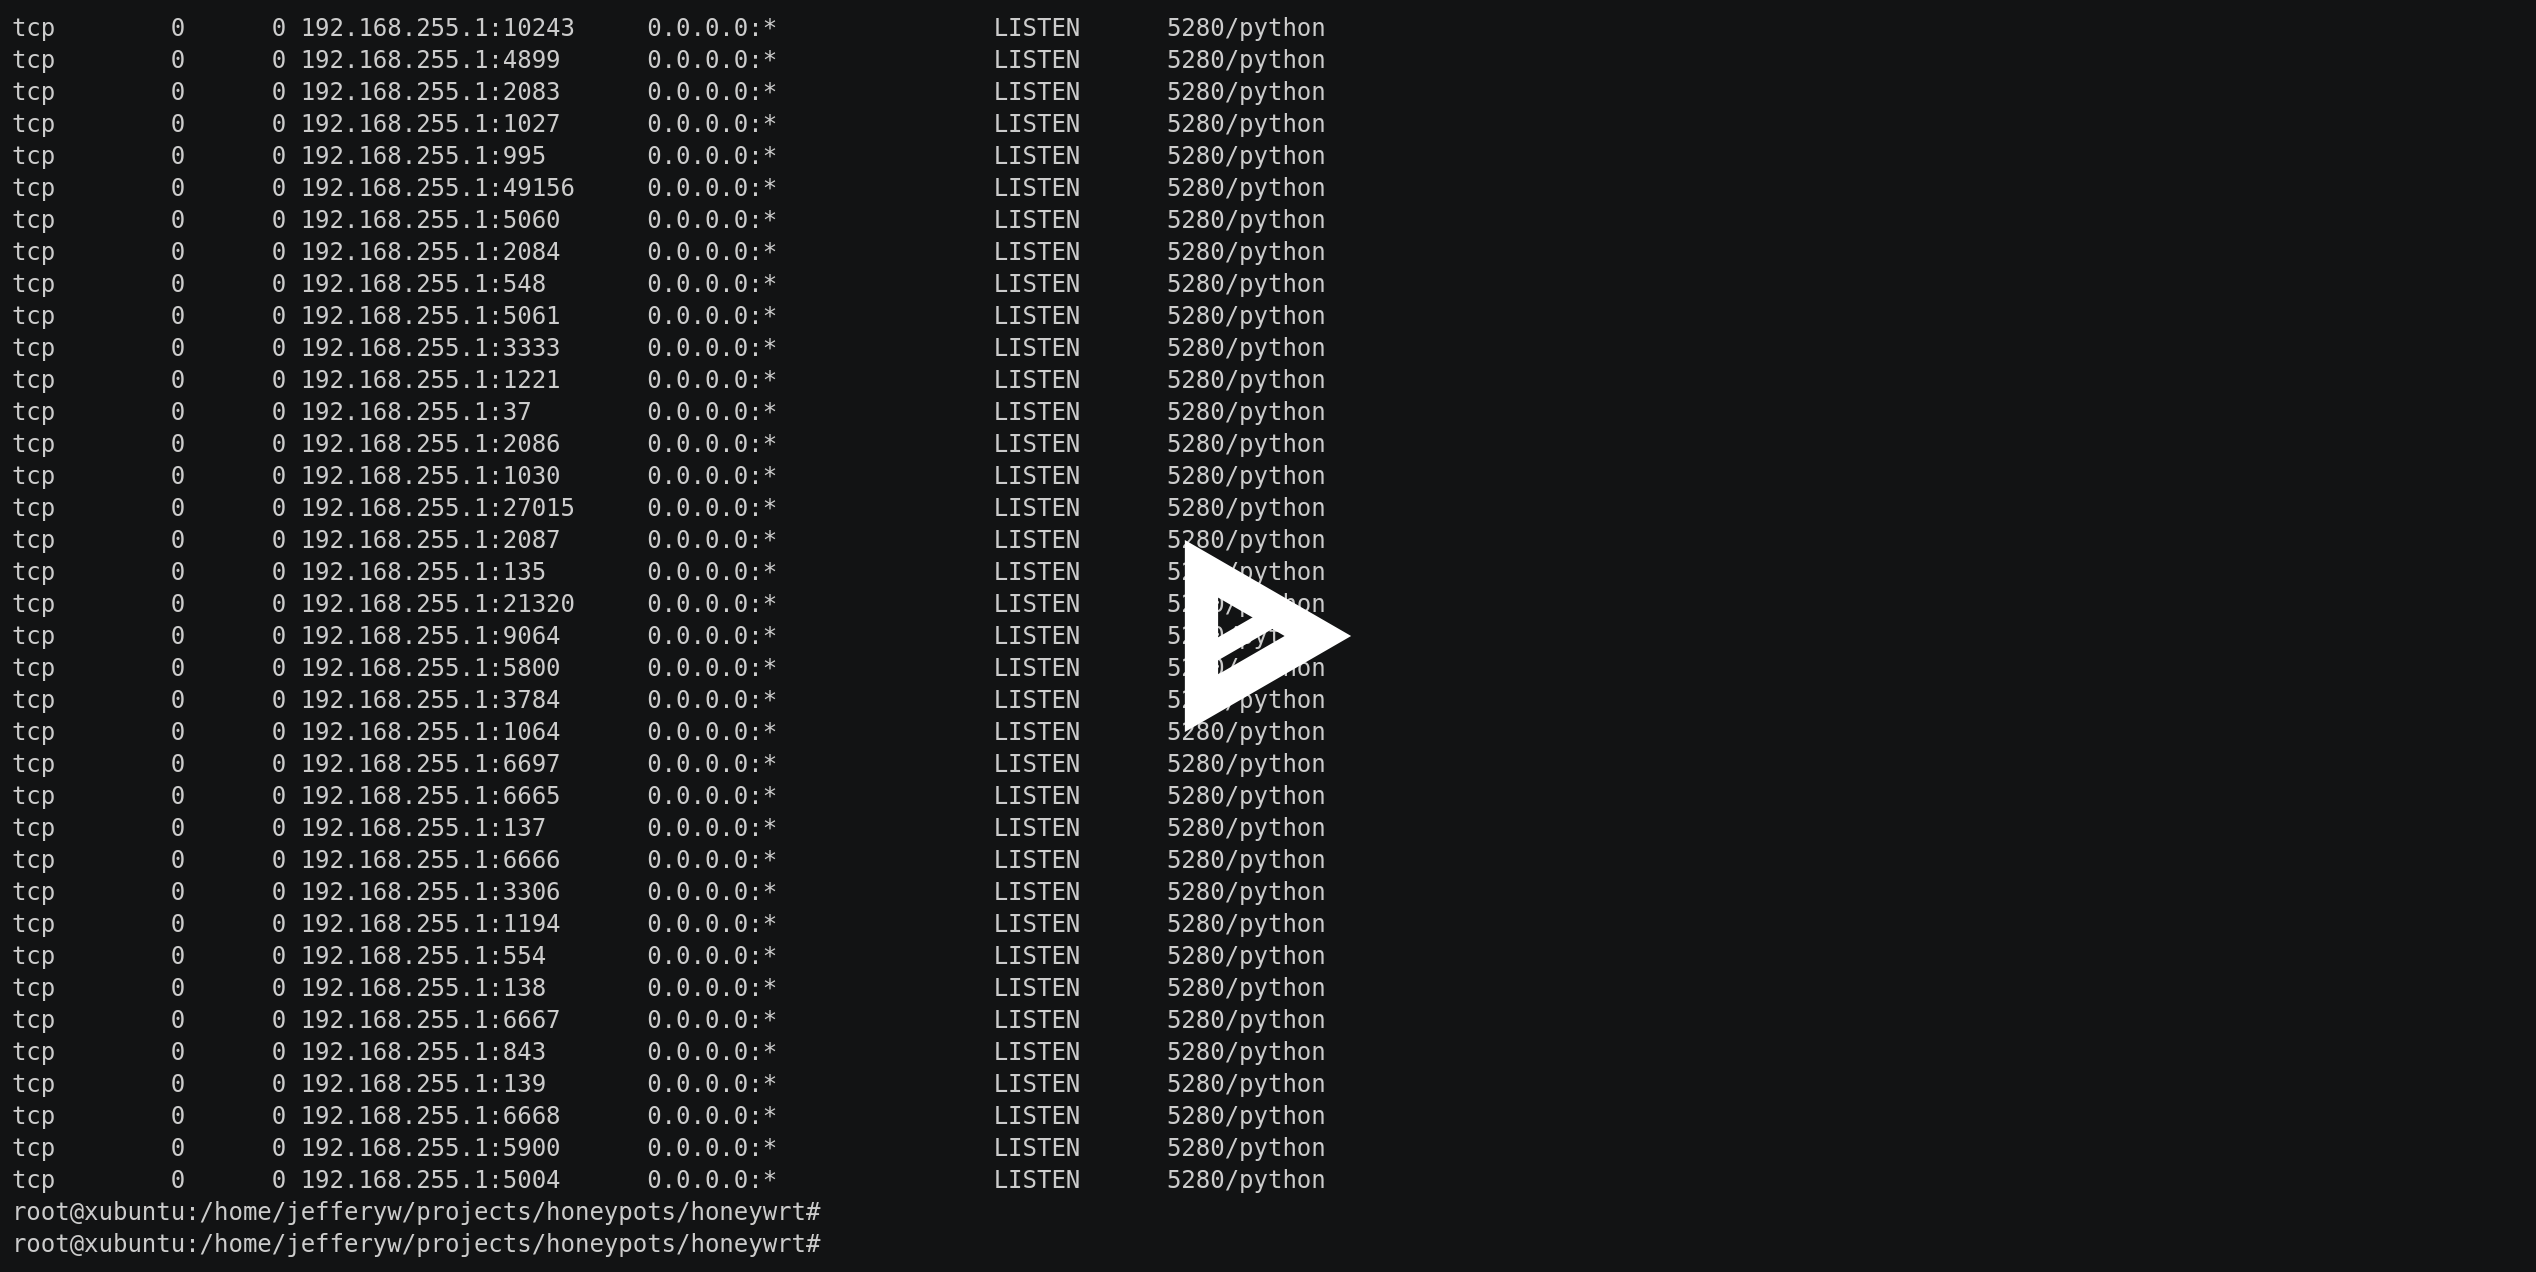 tcp        0      0 192.168.255.1:10243     0.0.0.0:*               LISTEN      5280/python
tcp        0      0 192.168.255.1:4899      0.0.0.0:*               LISTEN      5280/python
tcp        0      0 192.168.255.1:2083      0.0.0.0:*               LISTEN      5280/python
tcp        0      0 192.168.255.1:1027      0.0.0.0:*               LISTEN      5280/python
tcp        0      0 192.168.255.1:995       0.0.0.0:*               LISTEN      5280/python
tcp        0      0 192.168.255.1:49156     0.0.0.0:*               LISTEN      5280/python
tcp        0      0 192.168.255.1:5060      0.0.0.0:*               LISTEN      5280/python
tcp        0      0 192.168.255.1:2084      0.0.0.0:*               LISTEN      5280/python
tcp        0      0 192.168.255.1:548       0.0.0.0:*               LISTEN      5280/python
tcp        0      0 192.168.255.1:5061      0.0.0.0:*               LISTEN      5280/python
tcp        0      0 192.168.255.1:3333      0.0.0.0:*               LISTEN      5280/python
tcp        0      0 192.168.255.1:1221      0.0.0.0:*               LISTEN      5280/python
tcp        0      0 192.168.255.1:37        0.0.0.0:*               LISTEN      5280/python
tcp        0      0 192.168.255.1:2086      0.0.0.0:*               LISTEN      5280/python
tcp        0      0 192.168.255.1:1030      0.0.0.0:*               LISTEN      5280/python
tcp        0      0 192.168.255.1:27015     0.0.0.0:*               LISTEN      5280/python
tcp        0      0 192.168.255.1:2087      0.0.0.0:*               LISTEN      5280/python
tcp        0      0 192.168.255.1:135       0.0.0.0:*               LISTEN
tcp        0      0 192.168.255.1:21320     0.0.0.0:*               LISTEN
tcp        0      0 192.168.255.1:9064      0.0.0.0:*               LISTEN
tcp        0      0 192.168.255.1:5800      0.0.0.0:*               LISTEN
tcp        0      0 192.168.255.1:3784      0.0.0.0:*               LISTEN
tcp        0      0 192.168.255.1:1064      0.0.0.0:*               LISTEN      5280/python
tcp        0      0 192.168.255.1:6697      0.0.0.0:*               LISTEN      5280/python
tcp        0      0 192.168.255.1:6665      0.0.0.0:*               LISTEN      5280/python
tcp        0      0 192.168.255.1:137       0.0.0.0:*               LISTEN      5280/python
tcp        0      0 192.168.255.1:6666      0.0.0.0:*               LISTEN      5280/python
tcp        0      0 192.168.255.1:3306      0.0.0.0:*               LISTEN      5280/python
tcp        0      0 192.168.255.1:1194      0.0.0.0:*               LISTEN      5280/python
tcp        0      0 192.168.255.1:554       0.0.0.0:*               LISTEN      5280/python
tcp        0      0 192.168.255.1:138       0.0.0.0:*               LISTEN      5280/python
tcp        0      0 192.168.255.1:6667      0.0.0.0:*               LISTEN      5280/python
tcp        0      0 192.168.255.1:843       0.0.0.0:*               LISTEN      5280/python
tcp        0      0 192.168.255.1:139       0.0.0.0:*               LISTEN      5280/python
tcp        0      0 192.168.255.1:6668      0.0.0.0:*               LISTEN      5280/python
tcp        0      0 192.168.255.1:5900      0.0.0.0:*               LISTEN      5280/python
tcp        0      0 192.168.255.1:5004      0.0.0.0:*               LISTEN      5280/python
root@xubuntu:/home/jefferyw/projects/honeypots/honeywrt#
root@xubuntu:/home/jefferyw/projects/honeypots/honeywrt#